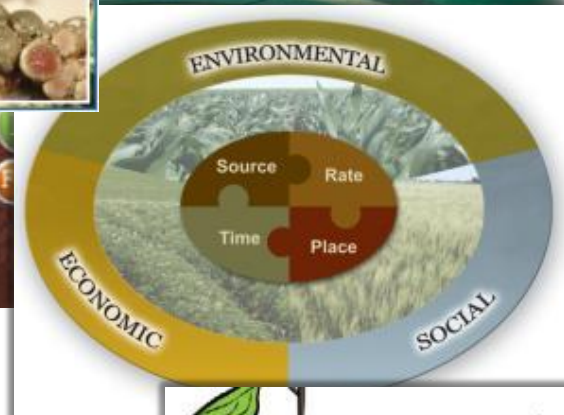 ENVIRONMENTAL
Source
Rate
Time
Place
ECONOMIC
SOCIAL